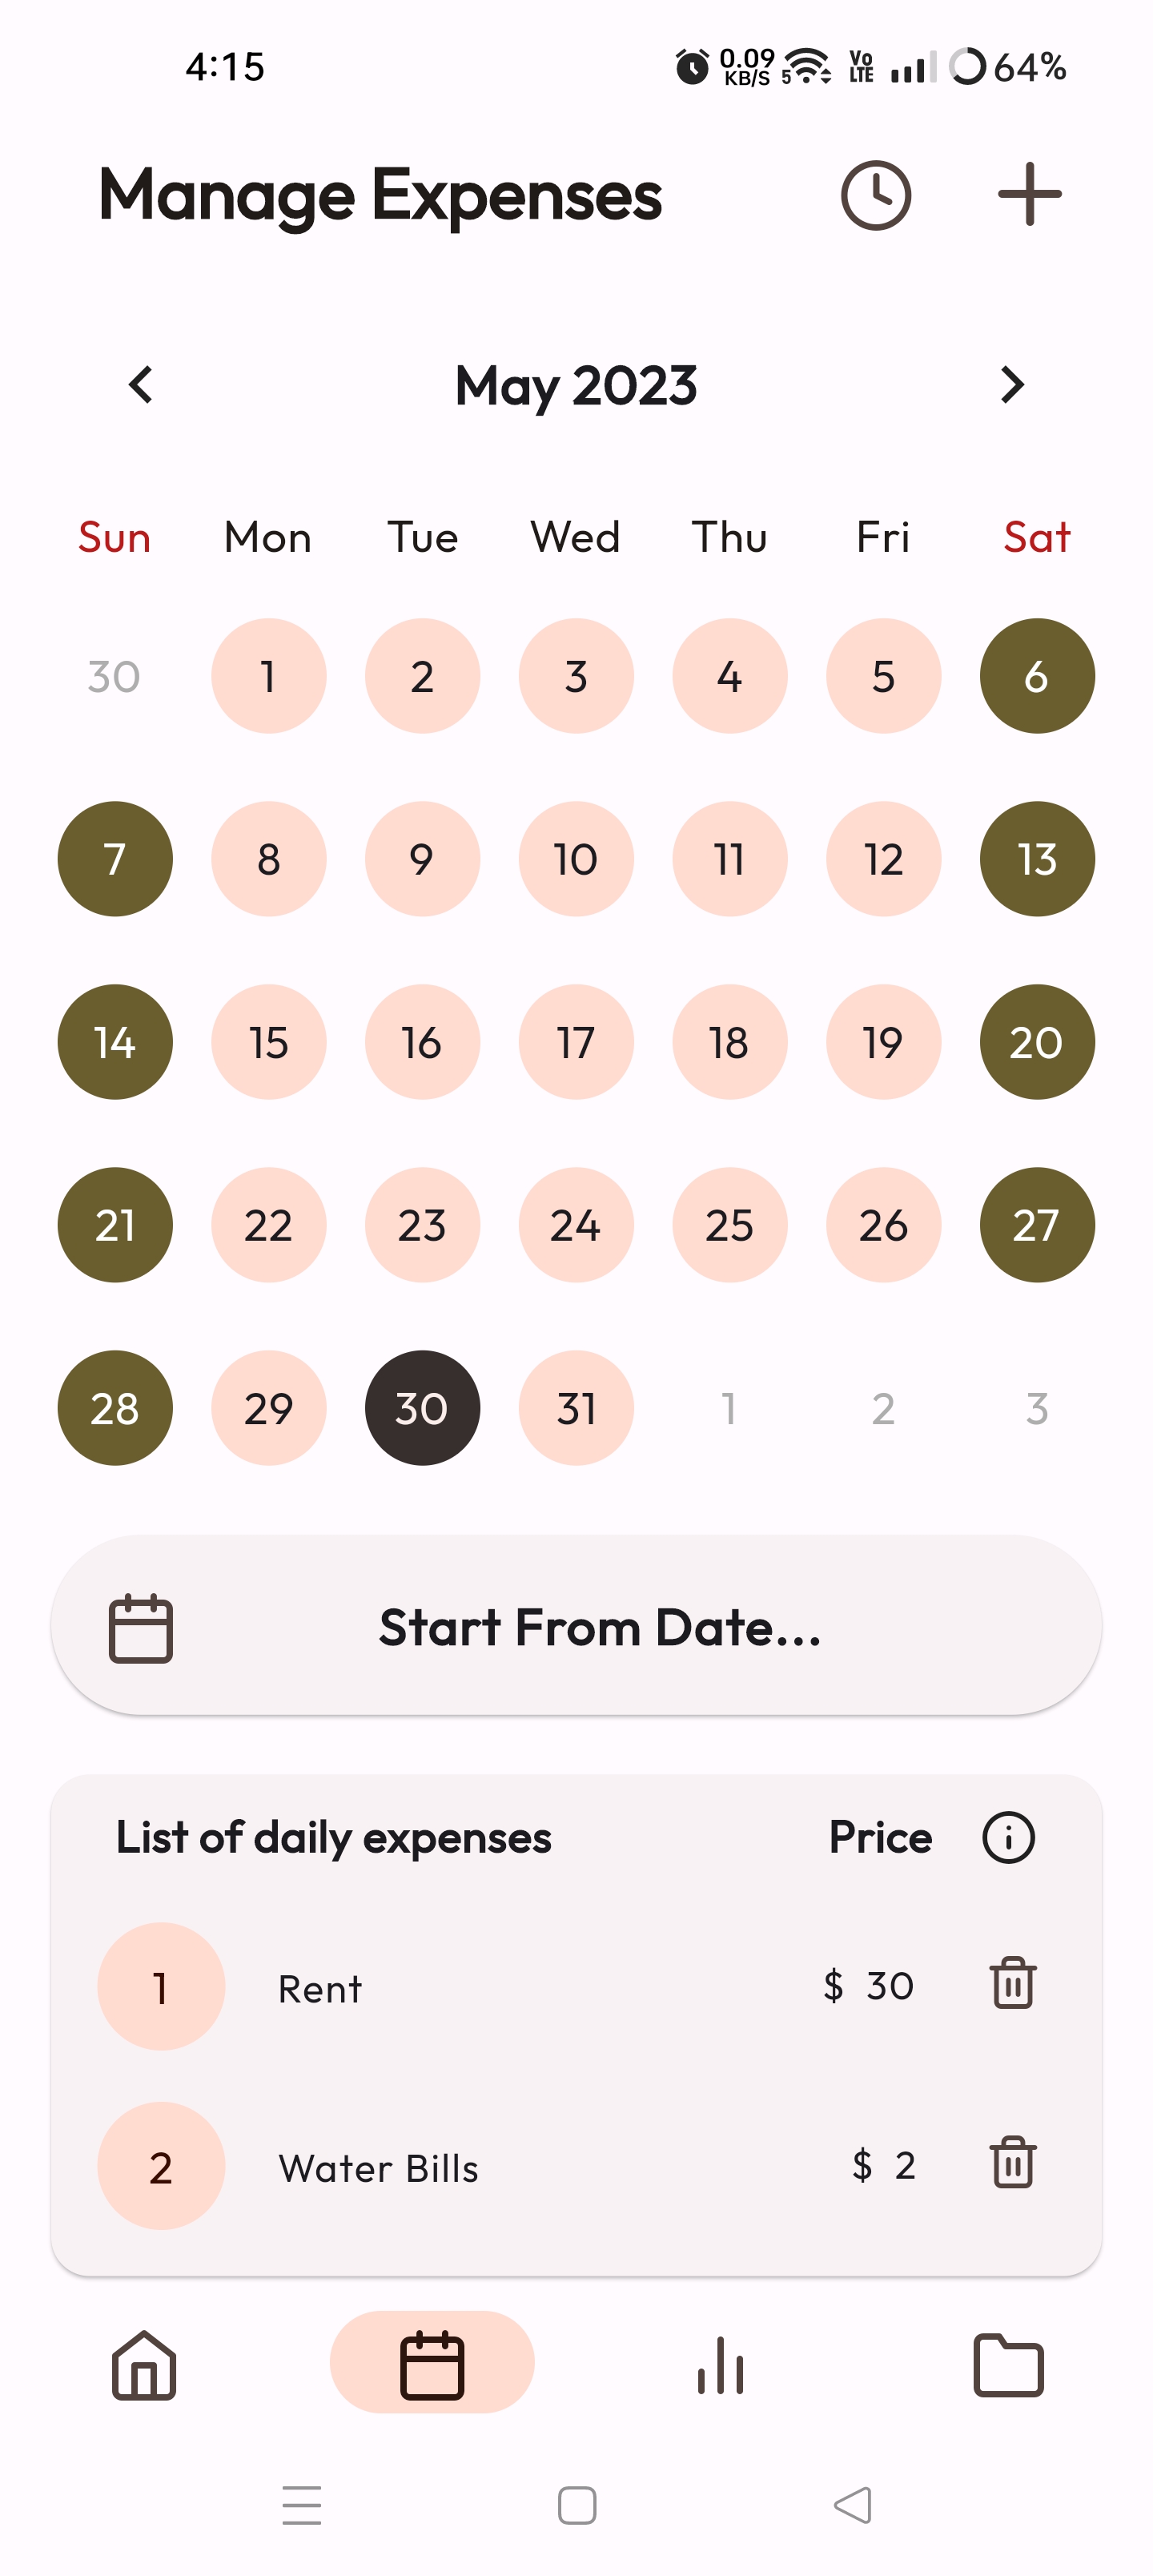 4:15 0.09 KB/S 5 Vo LTE 64%
Manage Expenses
May 2023
Sun Mon Tue Wed Thu Fri Sat
30 1 2 3 4 5 6
7 8 9 10 11 12 13
14 15 16 17 18 19 20
21 22 23 24 25 26 27
28 29 30 31 1 2 3
Start From Date...
List of daily expenses Price
1 Rent $ 30
2 Water Bills $ 2